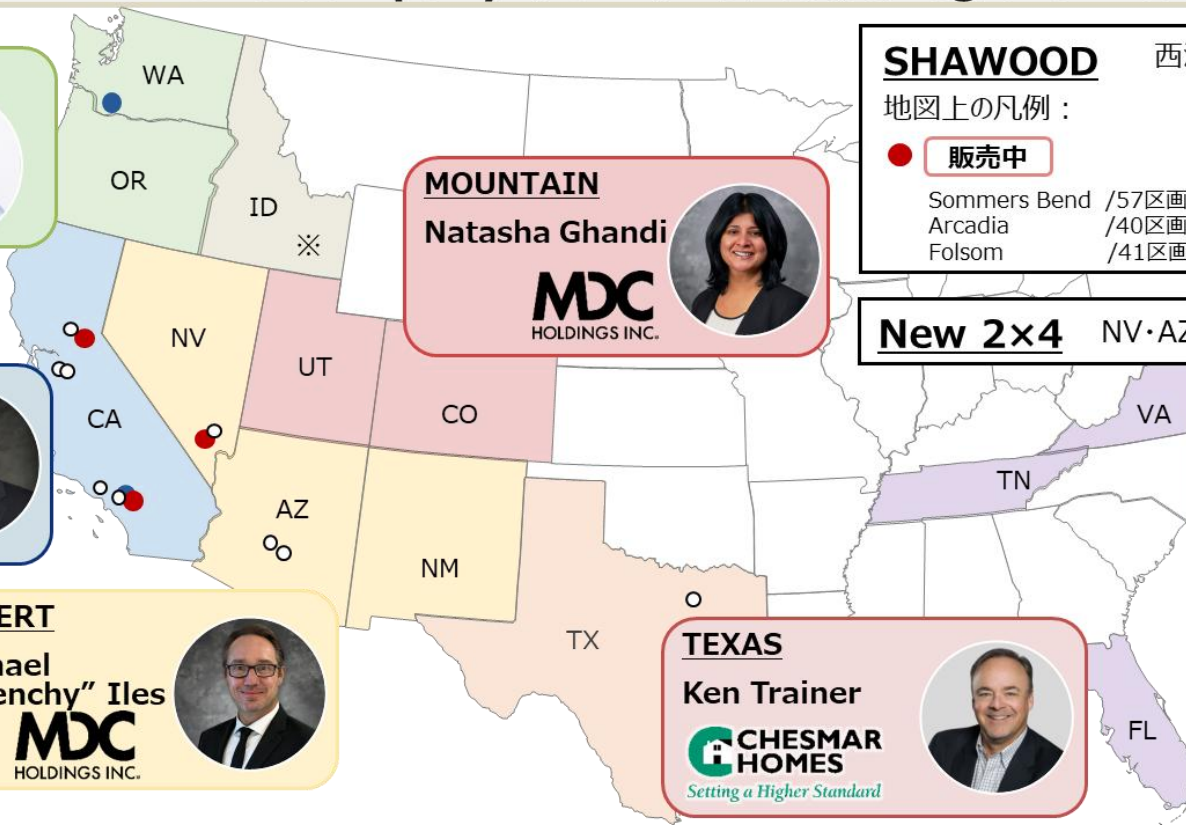 WA
OR
ID
※
NV
UT
CA
CO
AZ
NM
TX
TN
VA
FL
MOUNTAIN
Natasha Ghandi
MDC
HOLDINGS INC.
SHAWOOD
地図上の凡例：
販売中
Sommers Bend /57区画
Arcadia /40区画
Folsom /41区画
New 2×4 NV･AZ
ERT
ael
enchy” Iles
MDC
HOLDINGS INC.
TEXAS
Ken Trainer
CHESMAR
HOMES
Setting a Higher Standard